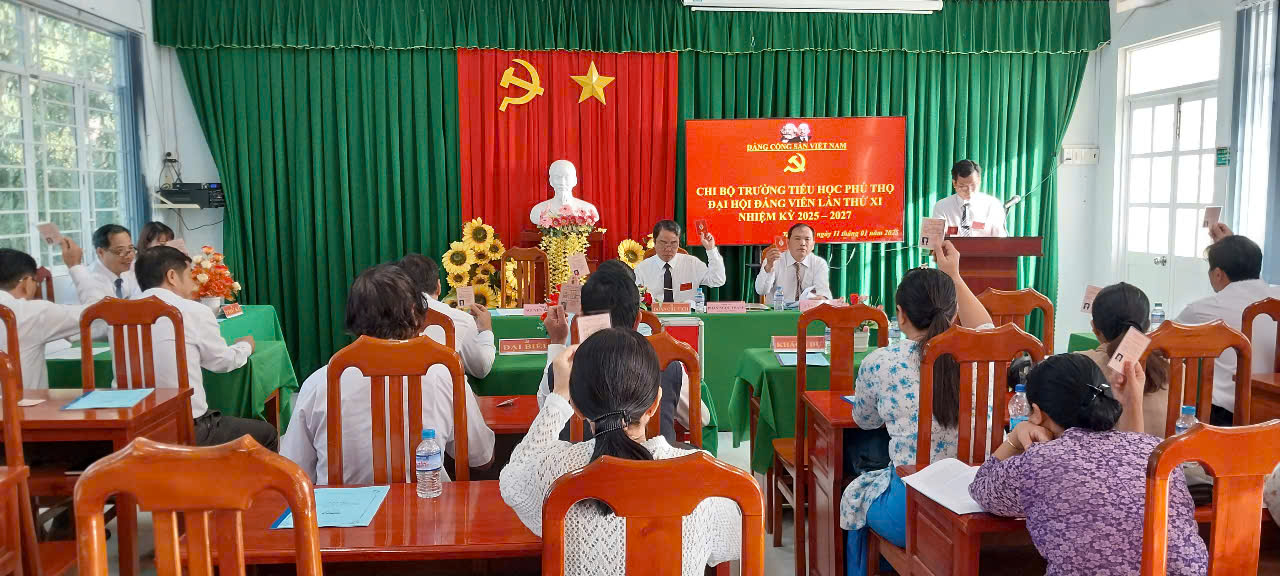 ĐẢNG CỘNG SẢN VIỆT NAM
CHI BỘ TRƯỜNG TIỂU HỌC PHÚ THỌ
ĐẠI HỘI ĐẢNG VIÊN LẦN THỨ XI
NHIỆM KỲ 2025 – 2027
ngày 11 tháng 01 năm 2025
ĐẠI BIỂU